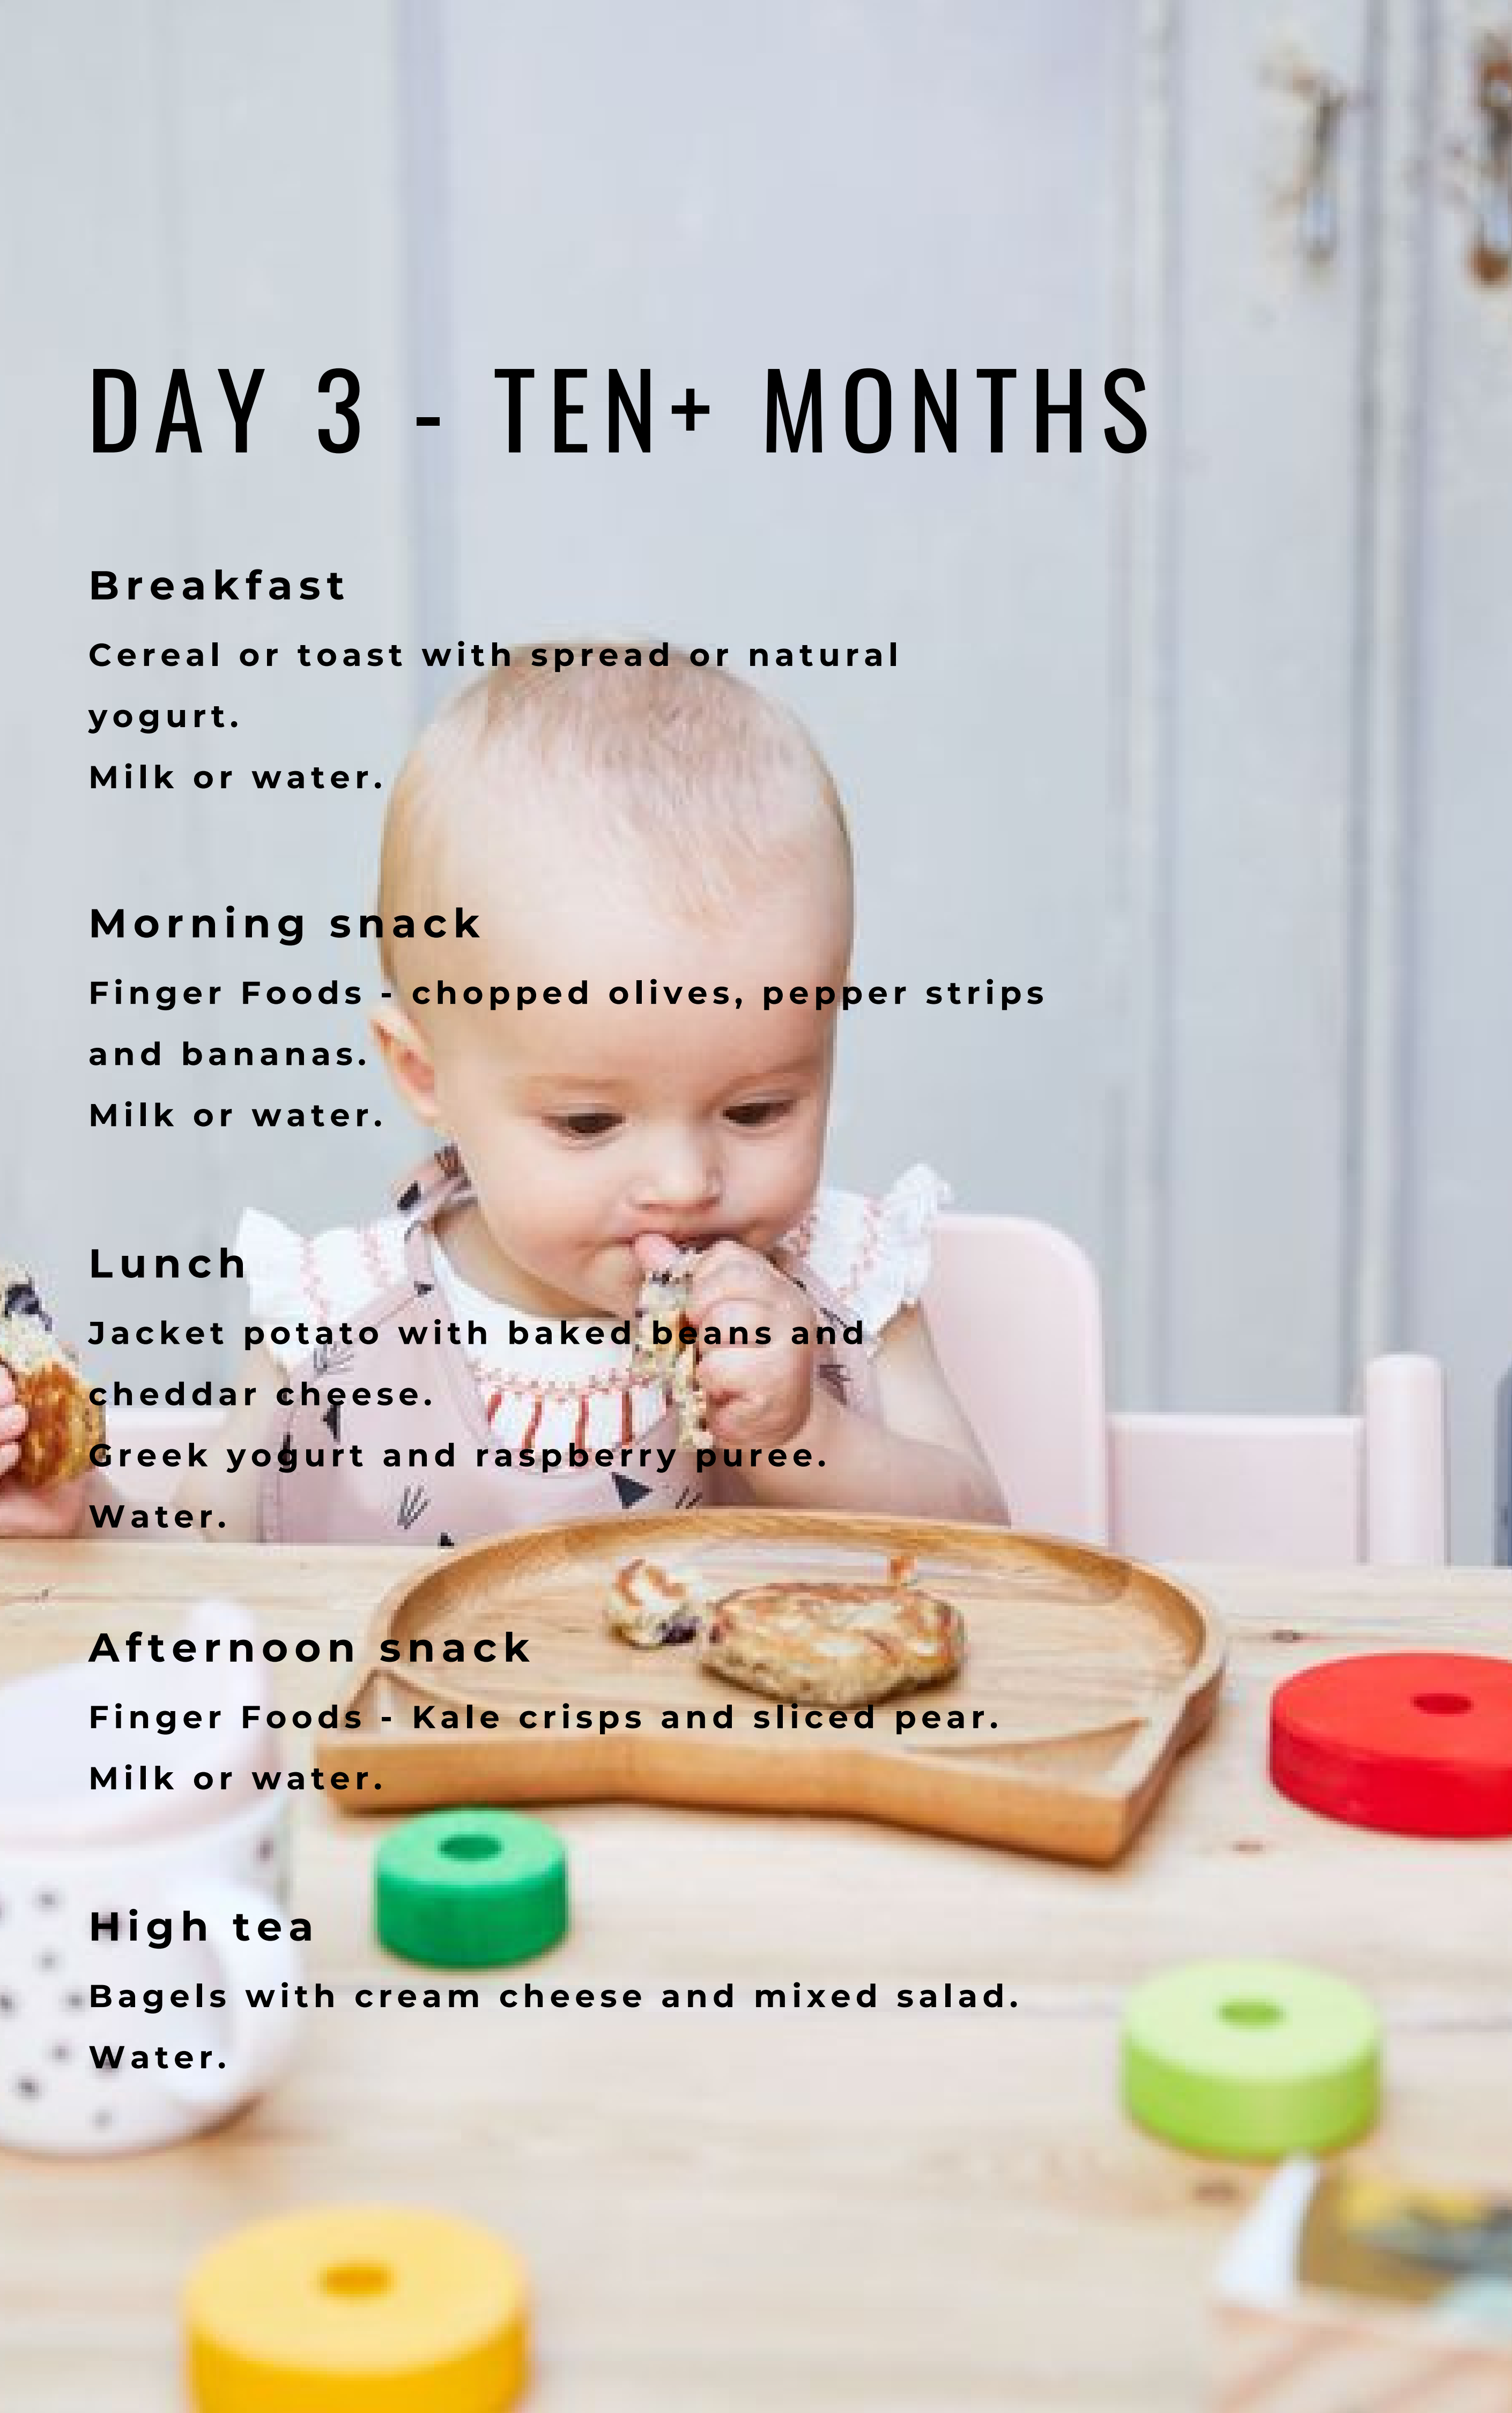 DAY 3 - TEN+ MONTHS
Breakfast
Cereal or toast with spread or natural
yogurt.
Milk or water.
Morning snack
Finger Foods - chopped olives, pepper strips
and bananas.
Milk or water.
Lunch
Jacket potato with baked beans and
cheddar cheese.
Greek yogurt and raspberry puree.
Water.
Afternoon snack
Finger Foods - Kale crisps and sliced pear.
Milk or water.
High tea
Bagels with cream cheese and mixed salad.
Water.